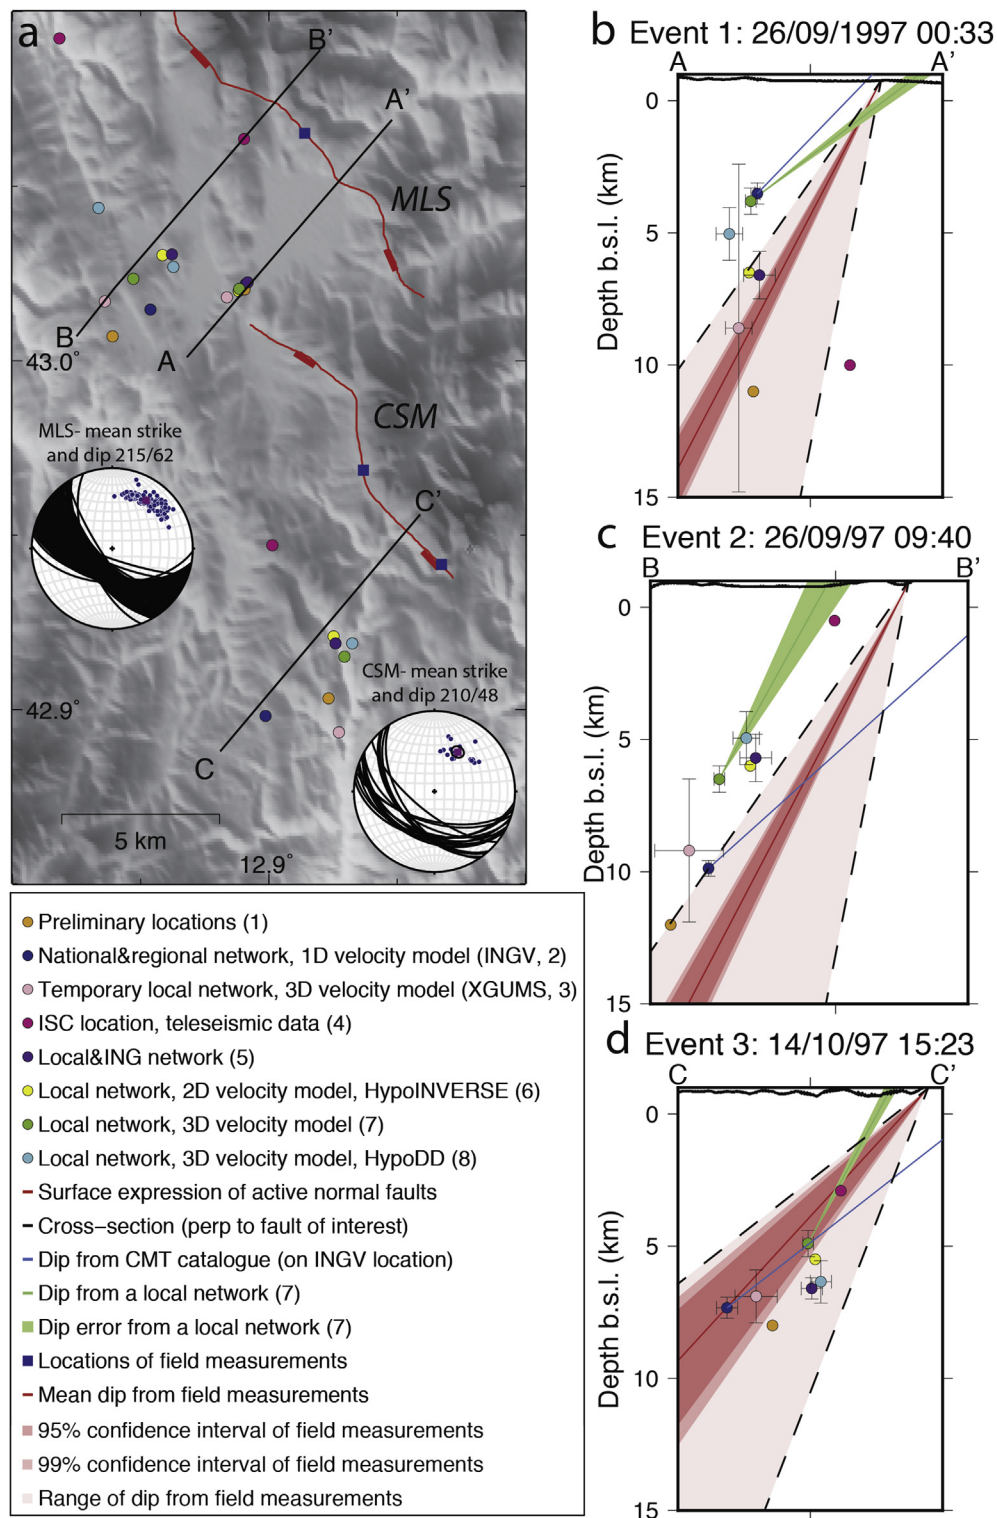 a
B'
A'
MLS
B
A
43.0°
CSM
MLS- mean strike
and dip 215/62
C'
CSM- mean strike
and dip 210/48
42.9°
C
5 km
12.9°
b Event 1: 26/09/1997 00:33
A A'
0
5
10
15
Depth b.s.l. (km)
c Event 2: 26/09/97 09:40
B B'
0
5
10
15
Depth b.s.l. (km)
d Event 3: 14/10/97 15:23
C C'
0
5
10
15
Depth b.s.l. (km)
Preliminary locations (1)
National&regional network, 1D velocity model (INGV, 2)
Temporary local network, 3D velocity model (XGUMS, 3)
ISC location, teleseismic data (4)
Local&ING network (5)
Local network, 2D velocity model, HypoINVERSE (6)
Local network, 3D velocity model (7)
Local network, 3D velocity model, HypoDD (8)
Surface expression of active normal faults
Cross−section (perp to fault of interest)
Dip from CMT catalogue (on INGV location)
Dip from a local network (7)
Dip error from a local network (7)
Locations of field measurements
Mean dip from field measurements
95% confidence interval of field measurements
99% confidence interval of field measurements
Range of dip from field measurements